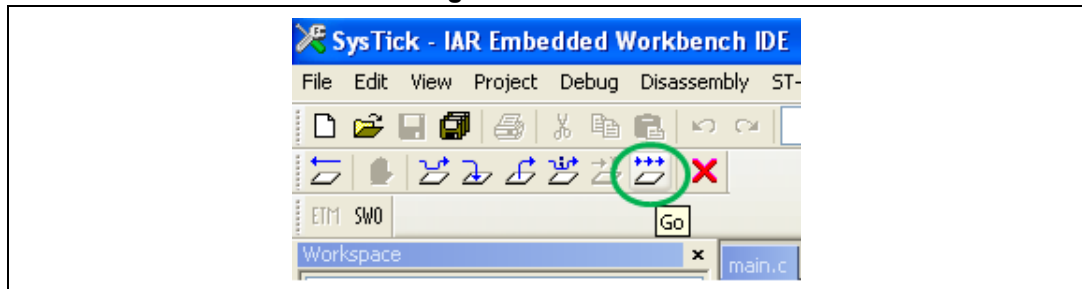 SysTick - IAR Embedded Workbench IDE
File Edit View Project Debug Disassembly ST-
ETM SWO
Go
Workspace
main.c